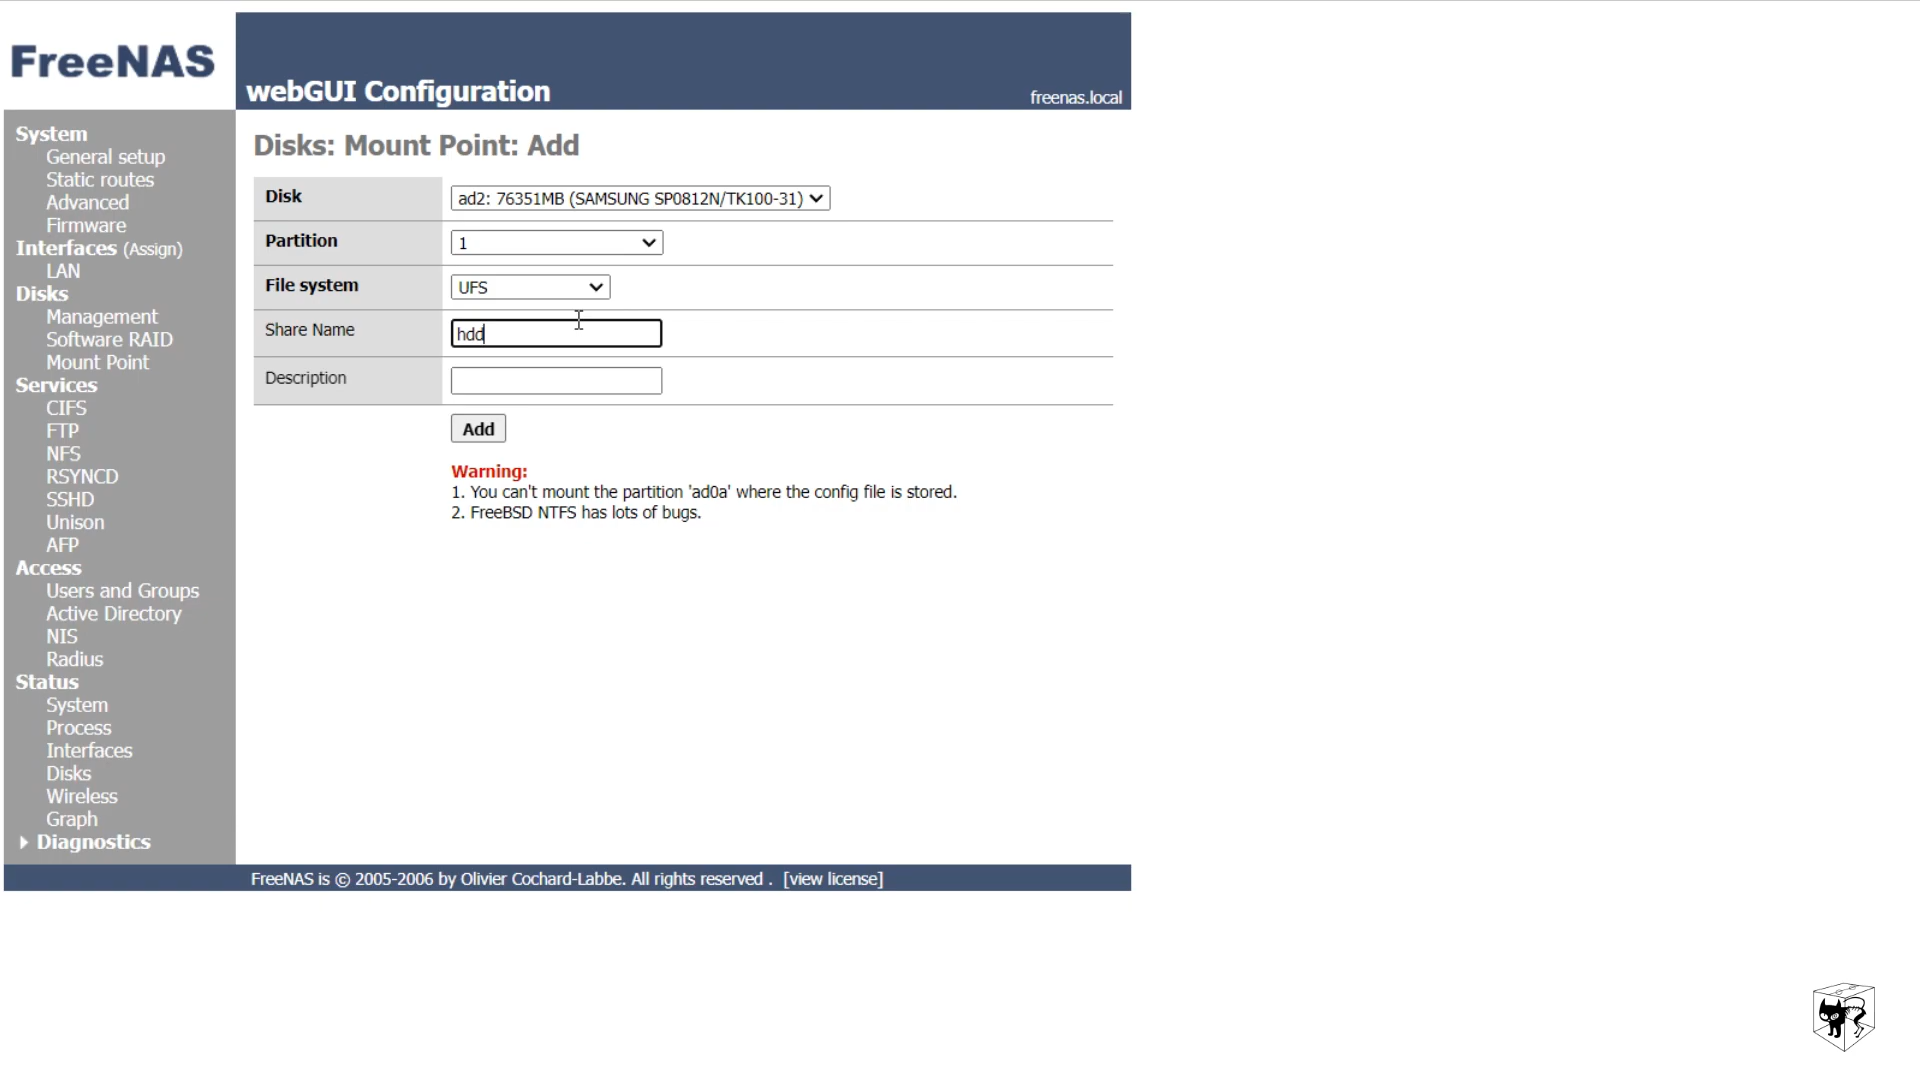 FreeNAS
webGUI Configuration
freenas.local
System
General setup
Static routes
Advanced
Firmware
Interfaces (Assign)
LAN
Disks
Management
Software RAID
Mount Point
Services
CIFS
FTP
NFS
RSYNCD
SSHD
Unison
AFP
Access
Users and Groups
Active Directory
NIS
Radius
Status
System
Process
Interfaces
Disks
Wireless
Graph
Diagnostics
Disks: Mount Point: Add
Disk ad2: 76351MB (SAMSUNG SP0812N/TK100-31)
Partition 1
File system UFS
Share Name hdd
Description
Add
Warning:
1. You can't mount the partition 'ad0a' where the config file is stored.
2. FreeBSD NTFS has lots of bugs.
FreeNAS is © 2005-2006 by Olivier Cochard-Labbe. All rights reserved . [view license]